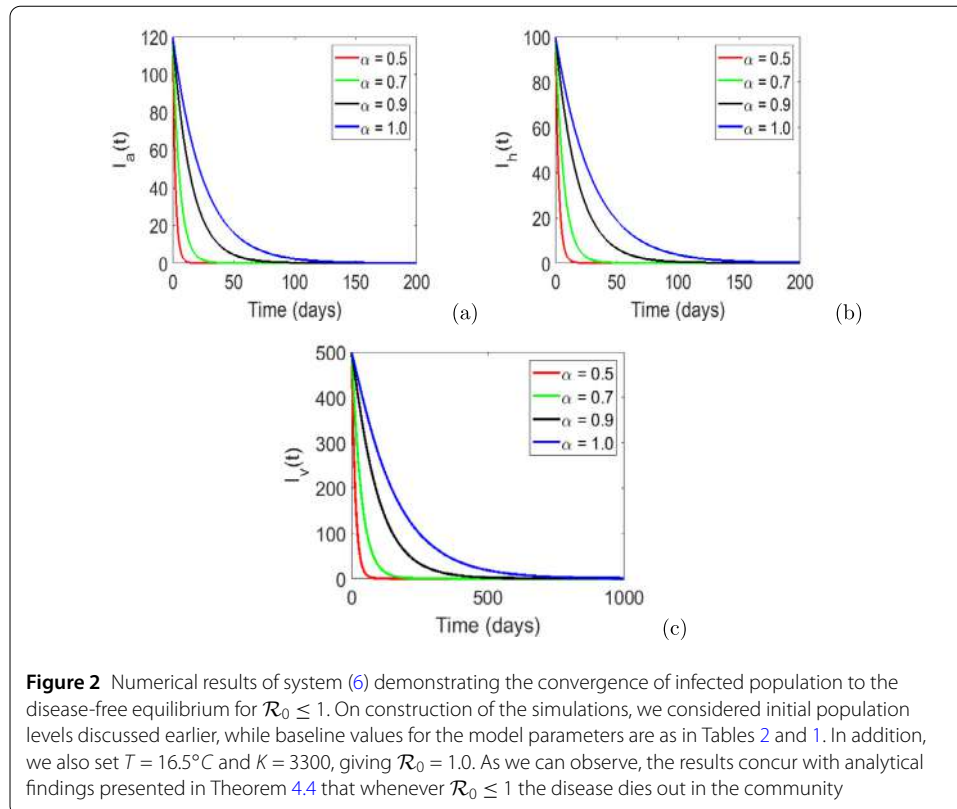 120
100
80
60
40
20
0
I_a(t)
0 50 100 150 200
Time (days)
α = 0.5
α = 0.7
α = 0.9
α = 1.0
(a)
100
80
60
40
20
0
I_h(t)
0 50 100 150 200
Time (days)
α = 0.5
α = 0.7
α = 0.9
α = 1.0
(b)
500
400
300
200
100
0
I_v(t)
0 500 1000
Time (days)
α = 0.5
α = 0.7
α = 0.9
α = 1.0
(c)
Figure 2 Numerical results of system (6) demonstrating the convergence of infected population to the
disease-free equilibrium for R₀ ≤ 1. On construction of the simulations, we considered initial population
levels discussed earlier, while baseline values for the model parameters are as in Tables 2 and 1. In addition,
we also set T = 16.5°C and K = 3300, giving R₀ = 1.0. As we can observe, the results concur with analytical
findings presented in Theorem 4.4 that whenever R₀ ≤ 1 the disease dies out in the community